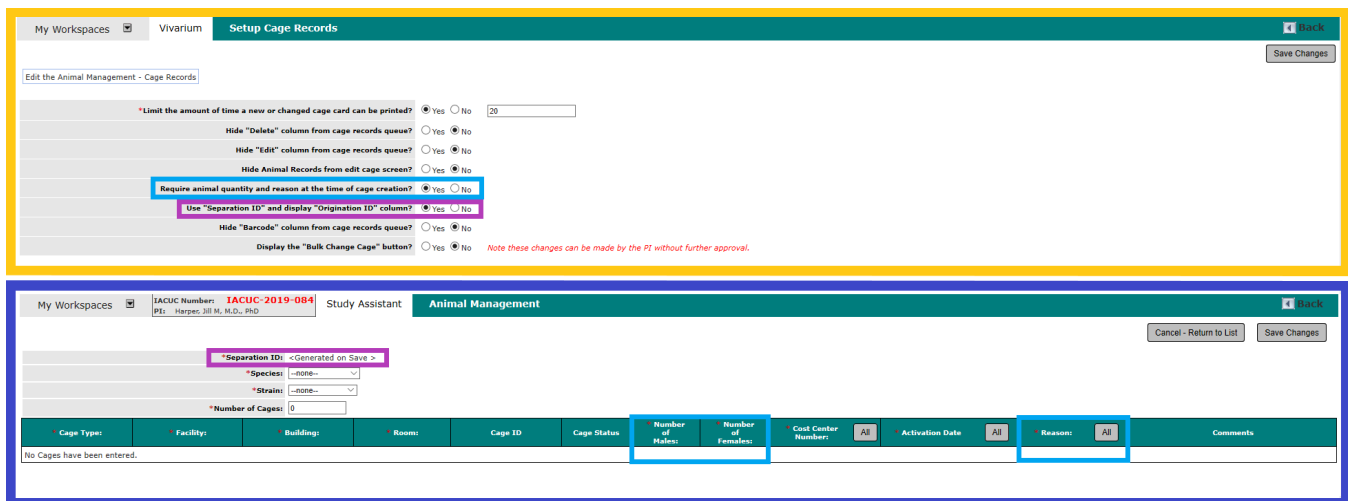 My Workspaces Vivarium Setup Cage Records Back
Save Changes
Edit the Animal Management - Cage Records
*Limit the amount of time a new or changed cage card can be printed? Yes No 20
Hide "Delete" column from cage records queue? Yes No
Hide "Edit" column from cage records queue? Yes No
Hide Animal Records from edit cage screen? Yes No
Require animal quantity and reason at the time of cage creation? Yes No
Use "Separation ID" and display "Origination ID" column? Yes No
Hide "Barcode" column from cage records queue? Yes No
Display the "Bulk Change Cage" button? Yes No Note these changes can be made by the PI without further approval.
My Workspaces IACUC Number: IACUC-2019-084 Study Assistant Animal Management Back
PI: Harper, Jill M, M.D., PhD
Cancel - Return to List Save Changes
*Separation ID: <Generated on Save >
*Species: --none--
*Strain: --none--
*Number of Cages: 0
* Cage Type: * Facility: * Building: * Room: Cage ID Cage Status * Number of Males: * Number of Females: * Cost Center Number: All * Activation Date All * Reason: All Comments
No Cages have been entered.